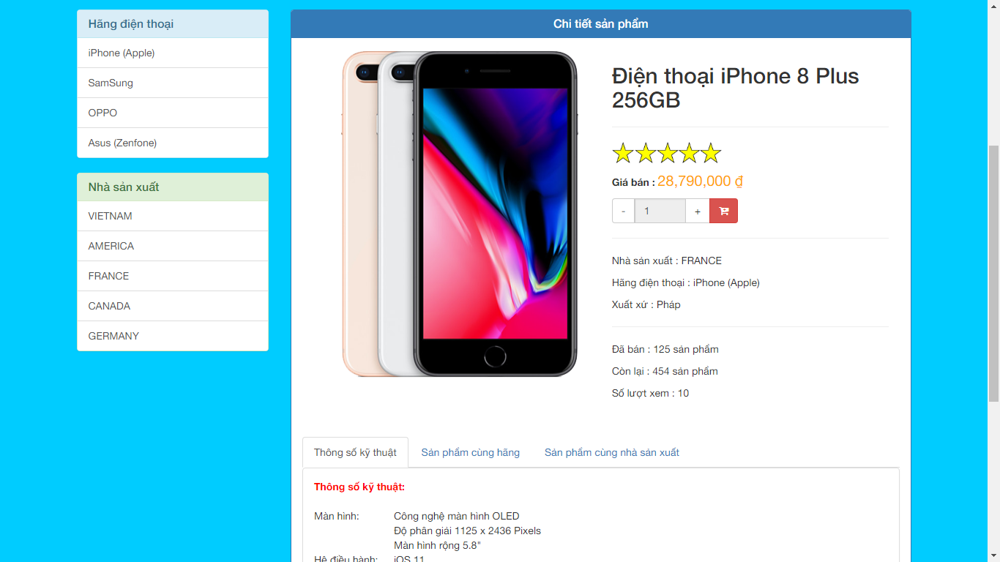 Hãng điện thoại
iPhone (Apple)
SamSung
OPPO
Asus (Zenfone)
Nhà sản xuất
VIETNAM
AMERICA
FRANCE
CANADA
GERMANY
Chi tiết sản phẩm
Điện thoại iPhone 8 Plus
256GB
Giá bán : 28,790,000 ₫
- 1 +
Nhà sản xuất : FRANCE
Hãng điện thoại : iPhone (Apple)
Xuất xứ : Pháp
Đã bán : 125 sản phẩm
Còn lại : 454 sản phẩm
Số lượt xem : 10
Thông số kỹ thuật Sản phẩm cùng hãng Sản phẩm cùng nhà sản xuất
Thông số kỹ thuật:
Màn hình: Công nghệ màn hình OLED
Độ phân giải 1125 x 2436 Pixels
Màn hình rộng 5.8"
Hệ điều hành: iOS 11